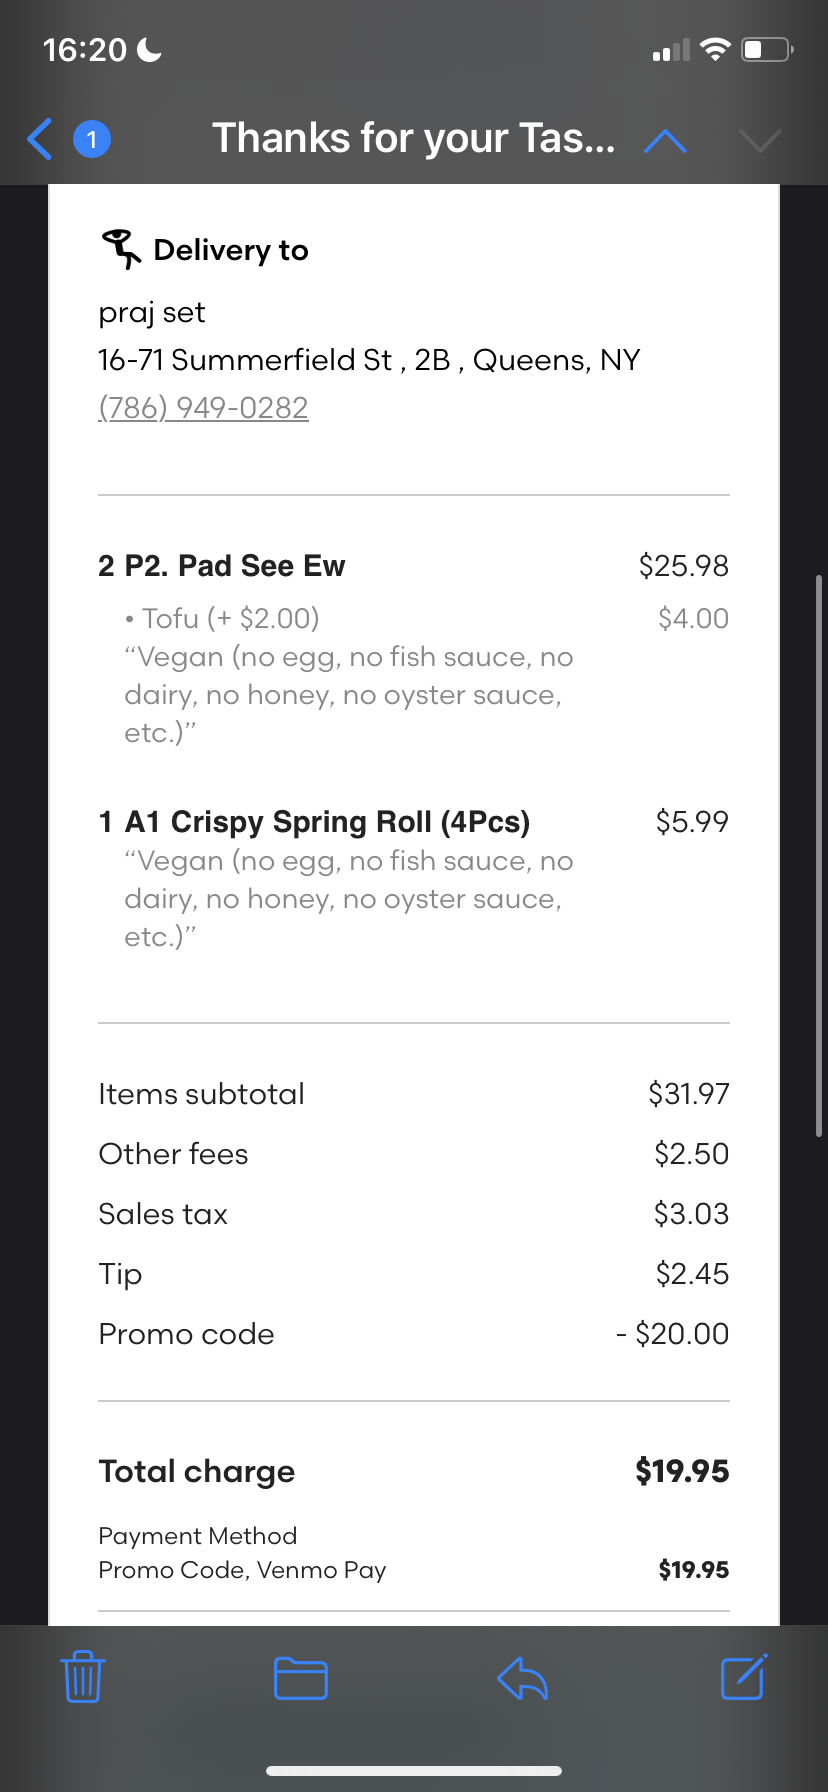 16:20
1
Thanks for your Tas...
Delivery to
praj set
16-71 Summerfield St , 2B , Queens, NY
(786) 949-0282
2 P2. Pad See Ew $25.98
• Tofu (+ $2.00) $4.00
“Vegan (no egg, no fish sauce, no
dairy, no honey, no oyster sauce,
etc.)”
1 A1 Crispy Spring Roll (4Pcs) $5.99
“Vegan (no egg, no fish sauce, no
dairy, no honey, no oyster sauce,
etc.)”
Items subtotal $31.97
Other fees $2.50
Sales tax $3.03
Tip $2.45
Promo code - $20.00
Total charge $19.95
Payment Method
Promo Code, Venmo Pay $19.95